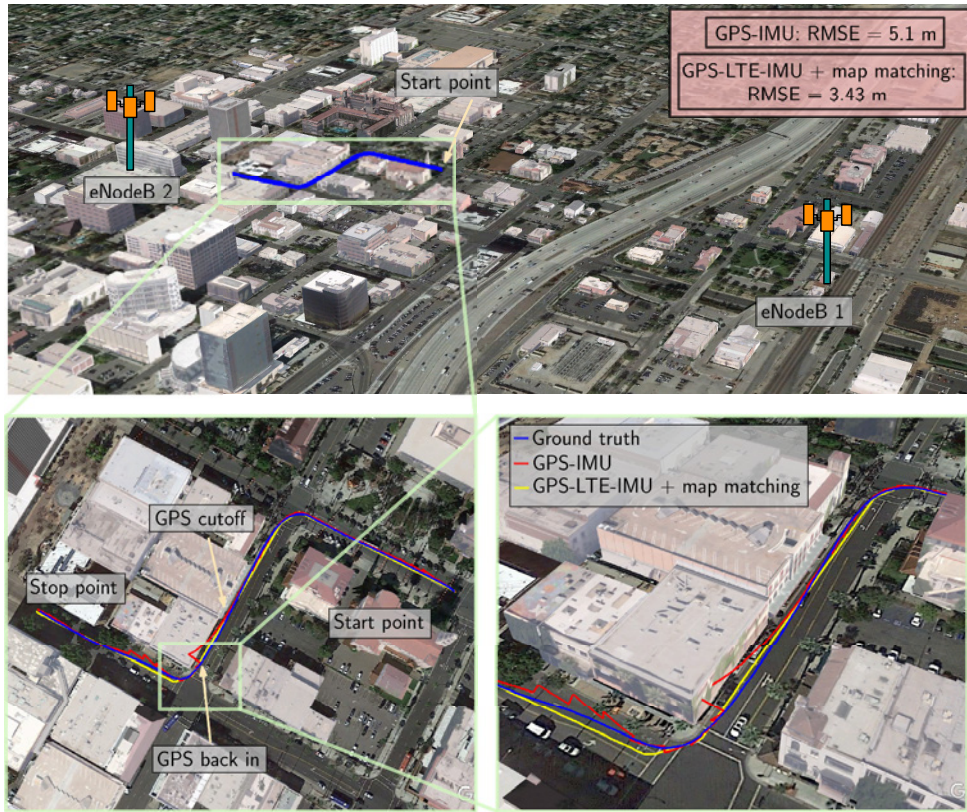 GPS-IMU: RMSE = 5.1 m
GPS-LTE-IMU + map matching:
RMSE = 3.43 m
Start point
eNodeB 2
eNodeB 1
GPS cutoff
Stop point
Start point
GPS back in
G
Ground truth
GPS-IMU
GPS-LTE-IMU + map matching
G